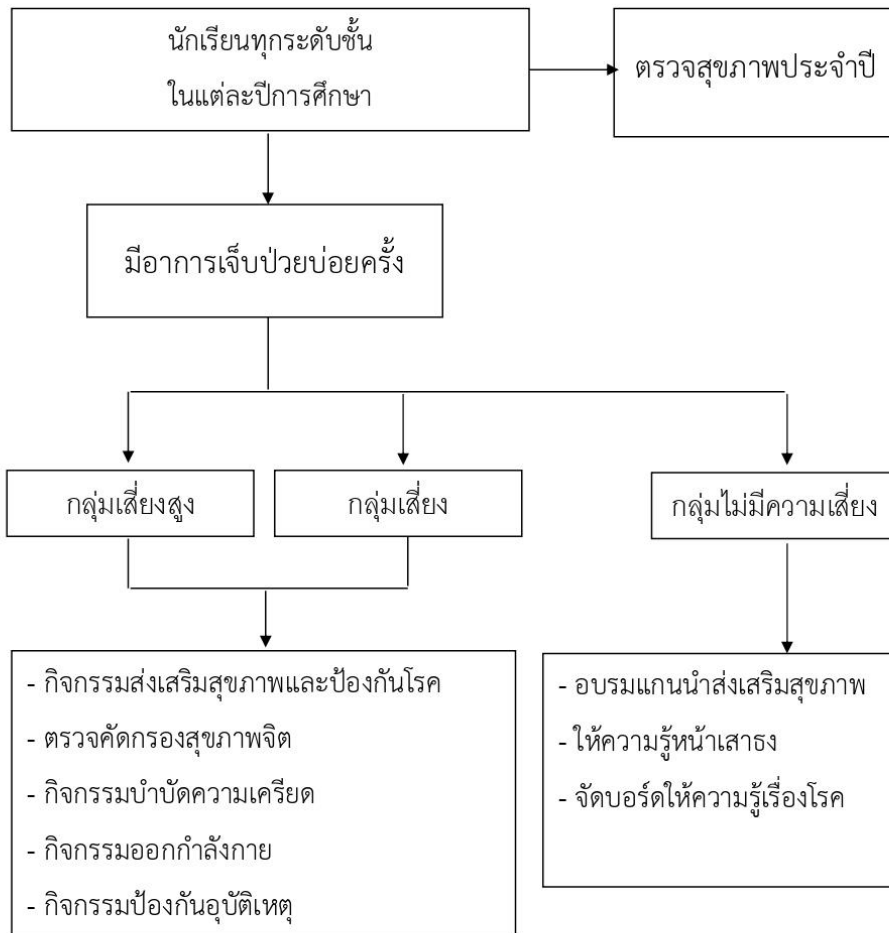 นักเรียนทุกระดับชั้น
ในแต่ละปีการศึกษา
ตรวจสุขภาพประจำปี
มีอาการเจ็บป่วยบ่อยครั้ง
กลุ่มเสี่ยงสูง
กลุ่มเสี่ยง
กลุ่มไม่มีความเสี่ยง
- กิจกรรมส่งเสริมสุขภาพและป้องกันโรค
- ตรวจคัดกรองสุขภาพจิต
- กิจกรรมบำบัดความเครียด
- กิจกรรมออกกำลังกาย
- กิจกรรมป้องกันอุบัติเหตุ
- อบรมแกนนำส่งเสริมสุขภาพ
- ให้ความรู้หน้าเสาธง
- จัดบอร์ดให้ความรู้เรื่องโรค